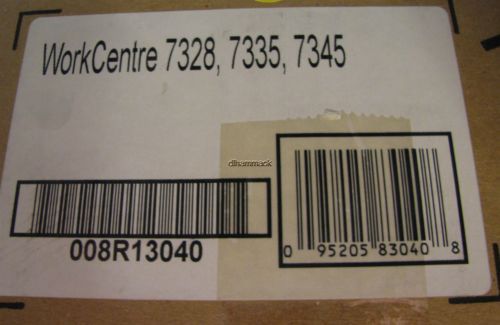 WorkCentre 7328, 7335, 7345
dlhammack
008R13040
0 95205 83040 8